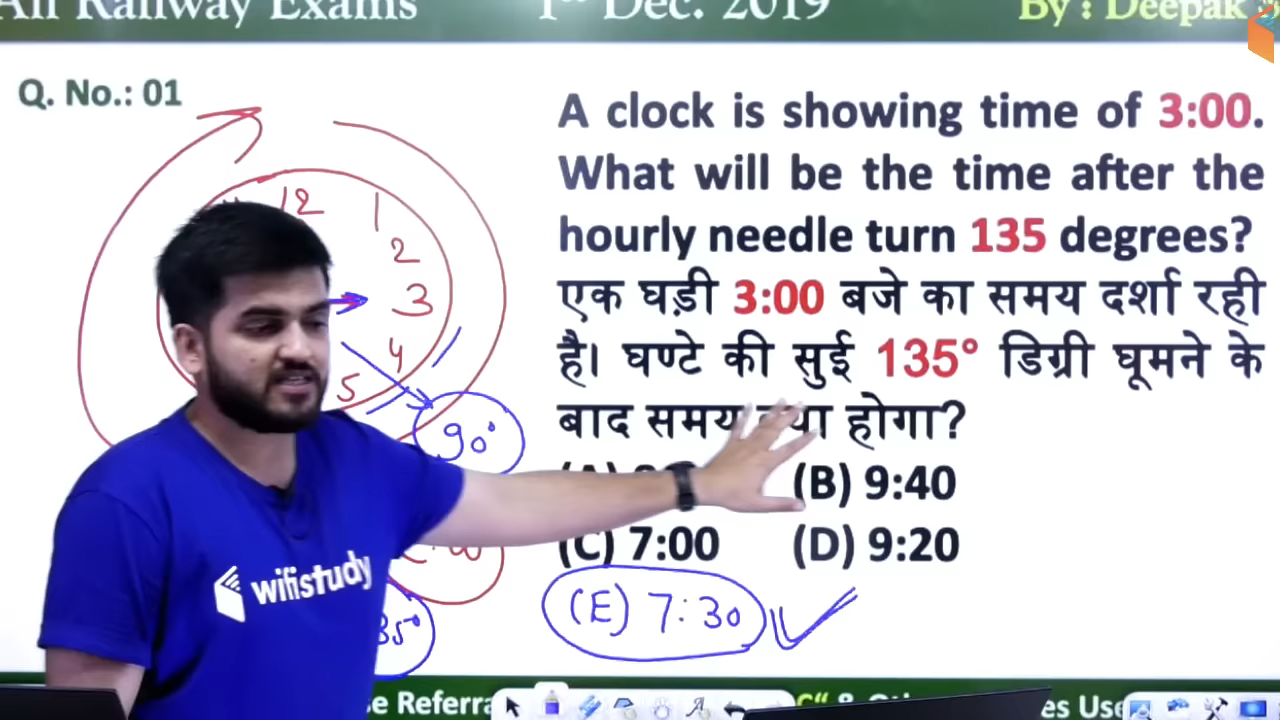 All Railway Exams 1st Dec. 2019 By : Deepak
Q. No.: 01
A clock is showing time of 3:00.
What will be the time after the
hourly needle turn 135 degrees?
एक घड़ी 3:00 बजे का समय दर्शा रही
है। घण्टे की सुई 135° डिग्री घूमने के
बाद समय क्या होगा?
(B) 9:40
(C) 7:00 (D) 9:20
(E) 7:30
12
1
2
3
4
5
90°
wifistudy